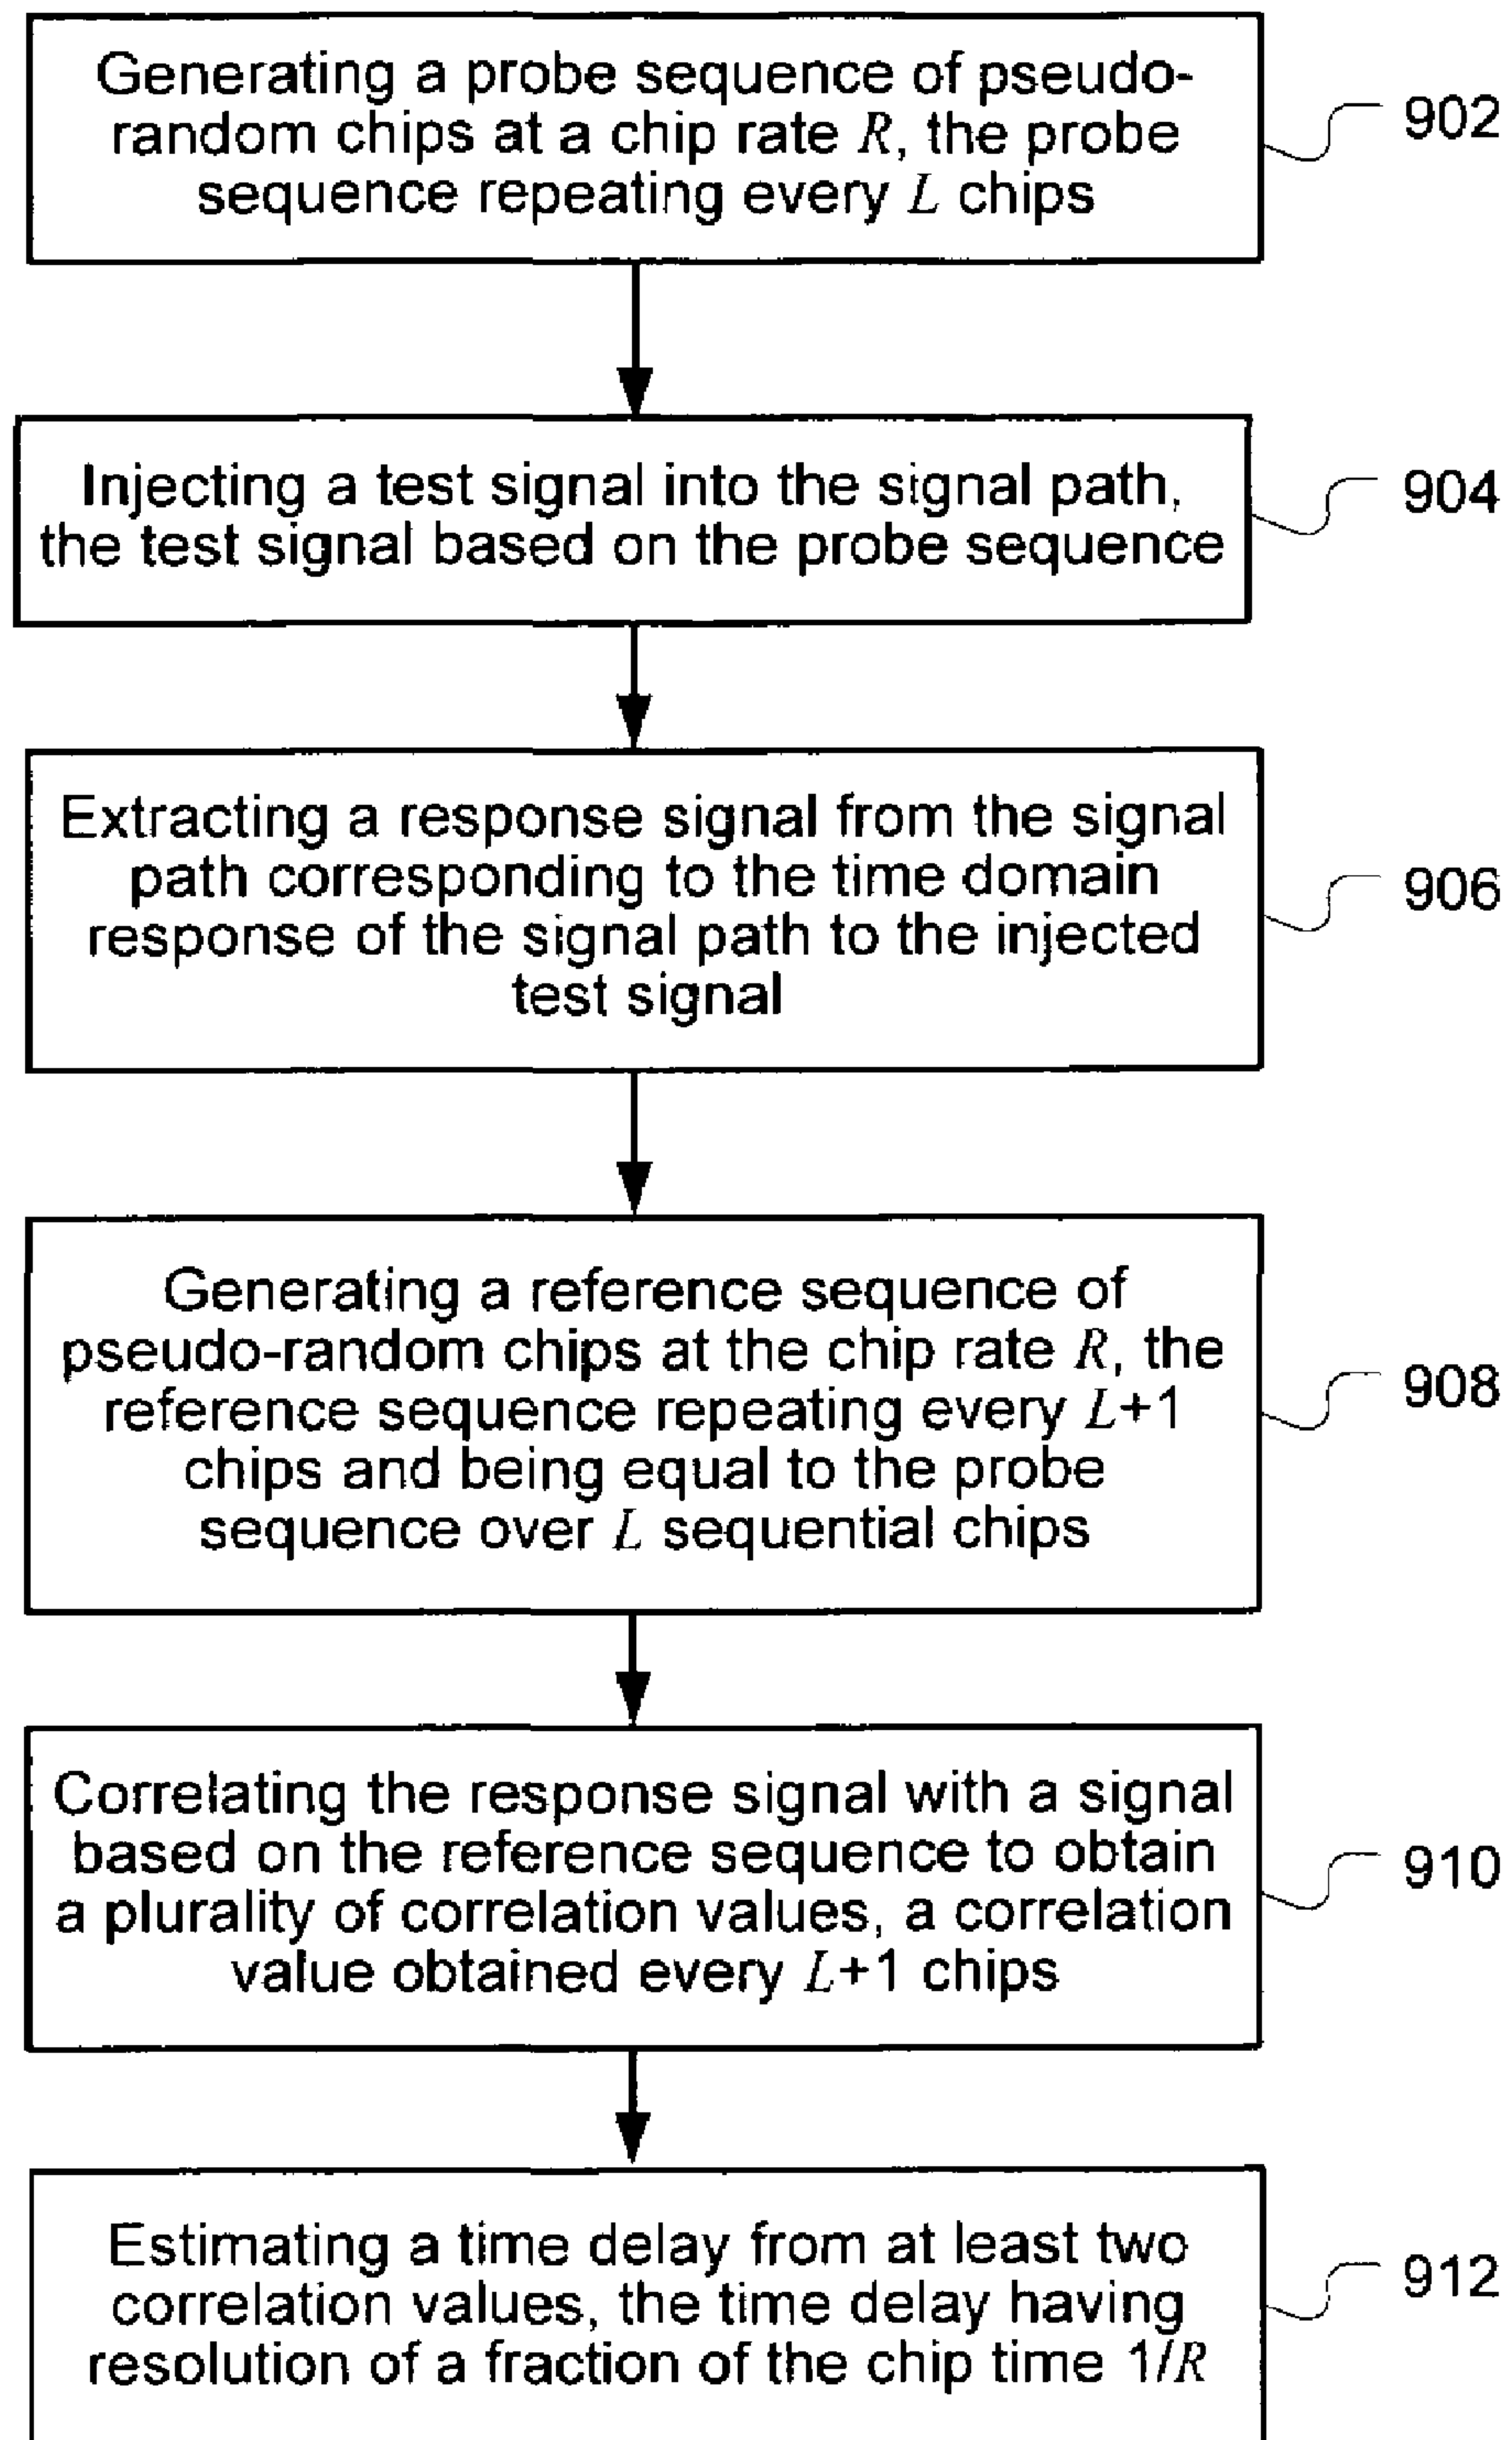 Generating a probe sequence of pseudo-
random chips at a chip rate R, the probe
sequence repeating every L chips
902
Injecting a test signal into the signal path,
the test signal based on the probe sequence
904
Extracting a response signal from the signal
path corresponding to the time domain
response of the signal path to the injected
test signal
906
Generating a reference sequence of
pseudo-random chips at the chip rate R, the
reference sequence repeating every L+1
chips and being equal to the probe
sequence over L sequential chips
908
Correlating the response signal with a signal
based on the reference sequence to obtain
a plurality of correlation values, a correlation
value obtained every L+1 chips
910
Estimating a time delay from at least two
correlation values, the time delay having
resolution of a fraction of the chip time 1/R
912